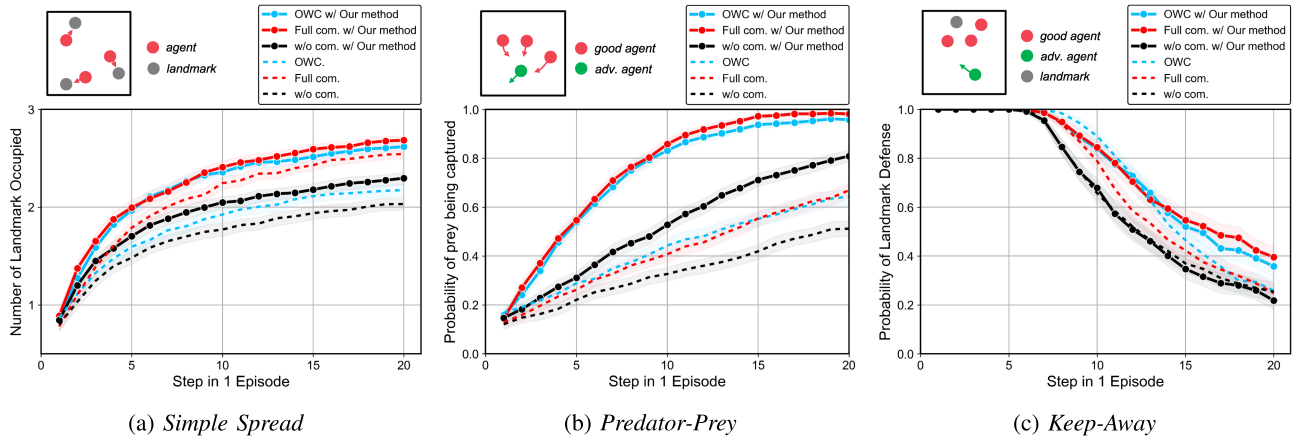 agent
landmark
OWC w/ Our method
Full com. w/ Our method
w/o com. w/ Our method
OWC.
Full com.
w/o com.
Number of Landmark Occupied
3
2
1
0 5 10 15 20
Step in 1 Episode
(a) Simple Spread
good agent
adv. agent
OWC w/ Our method
Full com. w/ Our method
w/o com. w/ Our method
OWC
Full com.
w/o com.
Probability of prey being captured
1.0
0.8
0.6
0.4
0.2
0.0
0 5 10 15 20
Step in 1 Episode
(b) Predator-Prey
good agent
adv. agent
landmark
OWC w/ Our method
Full com. w/ Our method
w/o com. w/ Our method
OWC
Full com.
w/o com.
Probability of Landmark Defense
1.0
0.8
0.6
0.4
0.2
0.0
0 5 10 15 20
Step in 1 Episode
(c) Keep-Away